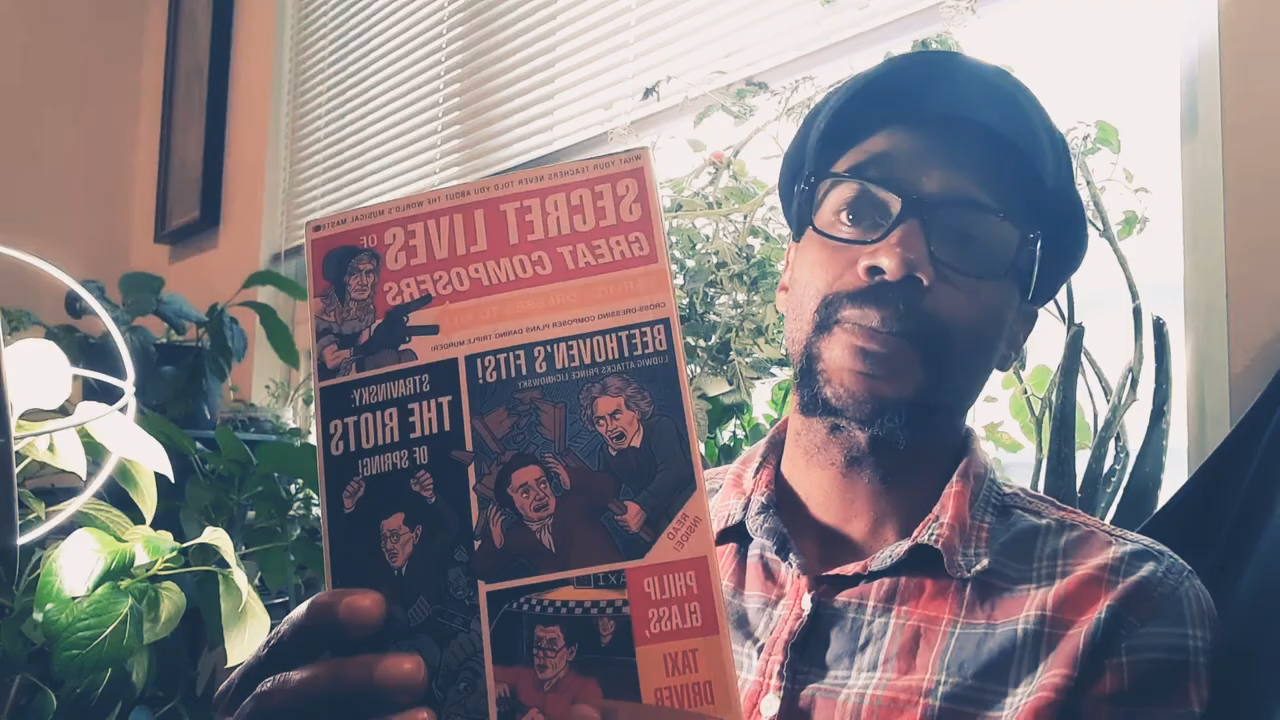 WHAT YOUR TEACHERS NEVER TOLD YOU ABOUT THE WORLD'S MUSICAL MASTERS
SECRET LIVES OF
GREAT COMPOSERS
CROSS-DRESSING COMPOSER PLANS DARING TRIPLE MURDER!
BEETHOVEN'S FITS!
LUDWIG ATTACKS PRINCE LICHNOWSKY
READ
INSIDE!
STRAVINSKY:
THE RIOTS
OF SPRING!
TAXI
PHILIP
GLASS,
TAXI
DRIVER